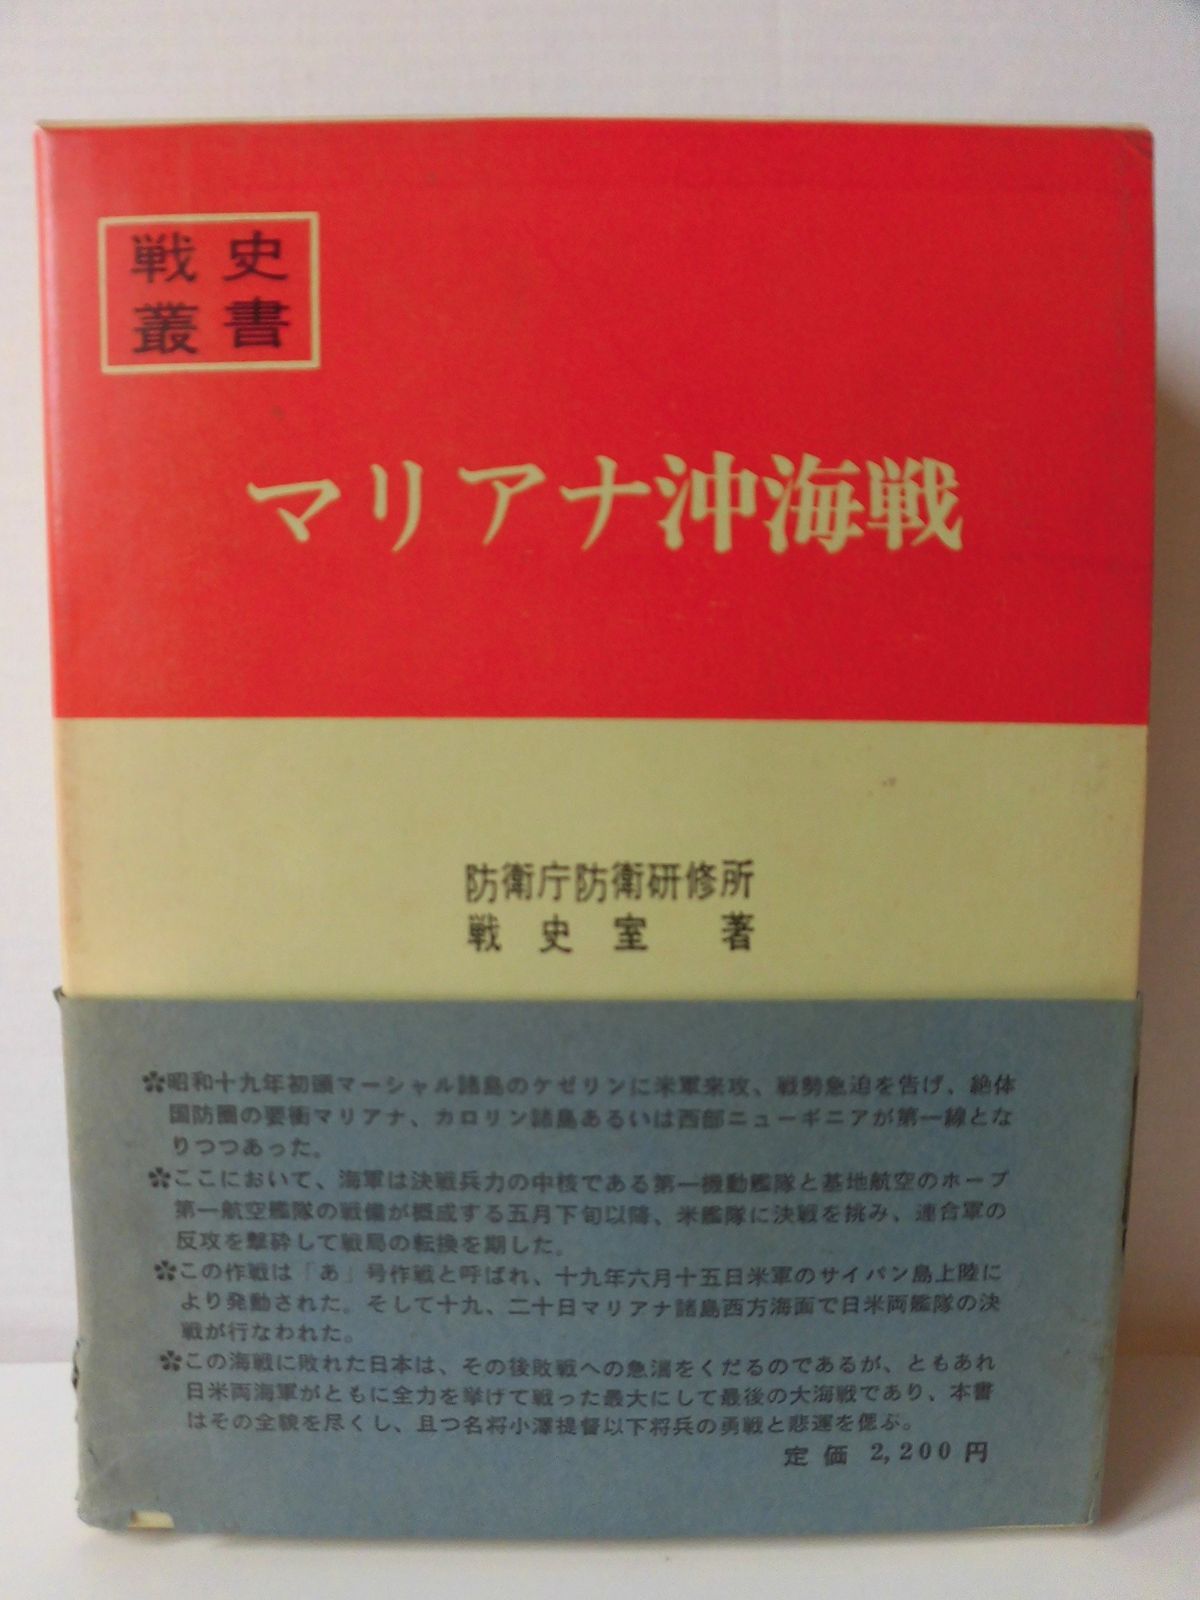 戦史
叢書
マリアナ沖海戦
防衛庁防衛研修所
戦史室 著
✿昭和十九年初頭マーシャル諸島のケゼリンに米軍来攻、戦勢急迫を告げ、絶体
国防圏の要衝マリアナ、カロリン諸島あるいは西部ニューギニアが第一線とな
りつつあった。
✿ここにおいて、海軍は決戦兵力の中核である第一機動艦隊と基地航空のホープ
第一航空艦隊の戦備が概成する五月下旬以降、米艦隊に決戦を挑み、連合軍の
反攻を撃砕して戦局の転換を期した。
✿この作戦は「あ」号作戦と呼ばれ、十九年六月十五日米軍のサイパン島上陸に
より発動された。そして十九、二十日マリアナ諸島西方海面で日米両艦隊の決
戦が行なわれた。
✿この海戦に敗れた日本は、その後敗戦への急湍をくだるのであるが、ともあれ
日米両海軍がともに全力を挙げて戦った最大にして最後の大海戦であり、本書
はその全貌を尽くし、且つ名将小澤提督以下将兵の勇戦と悲運を偲ぶ。
定価 2,200円